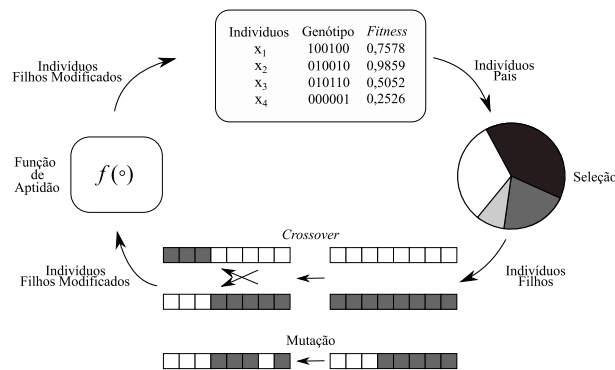 Individuos Genótipo Fitness
x1 100100 0,7578
x2 010010 0,9859
x3 010110 0,5052
x4 000001 0,2526
Indivíduos
Pais
Seleção
Indivíduos
Filhos
Crossover
Mutação
Indivíduos
Filhos Modificados
Função
de
Aptidão
f(∘)
Indivíduos
Filhos Modificados